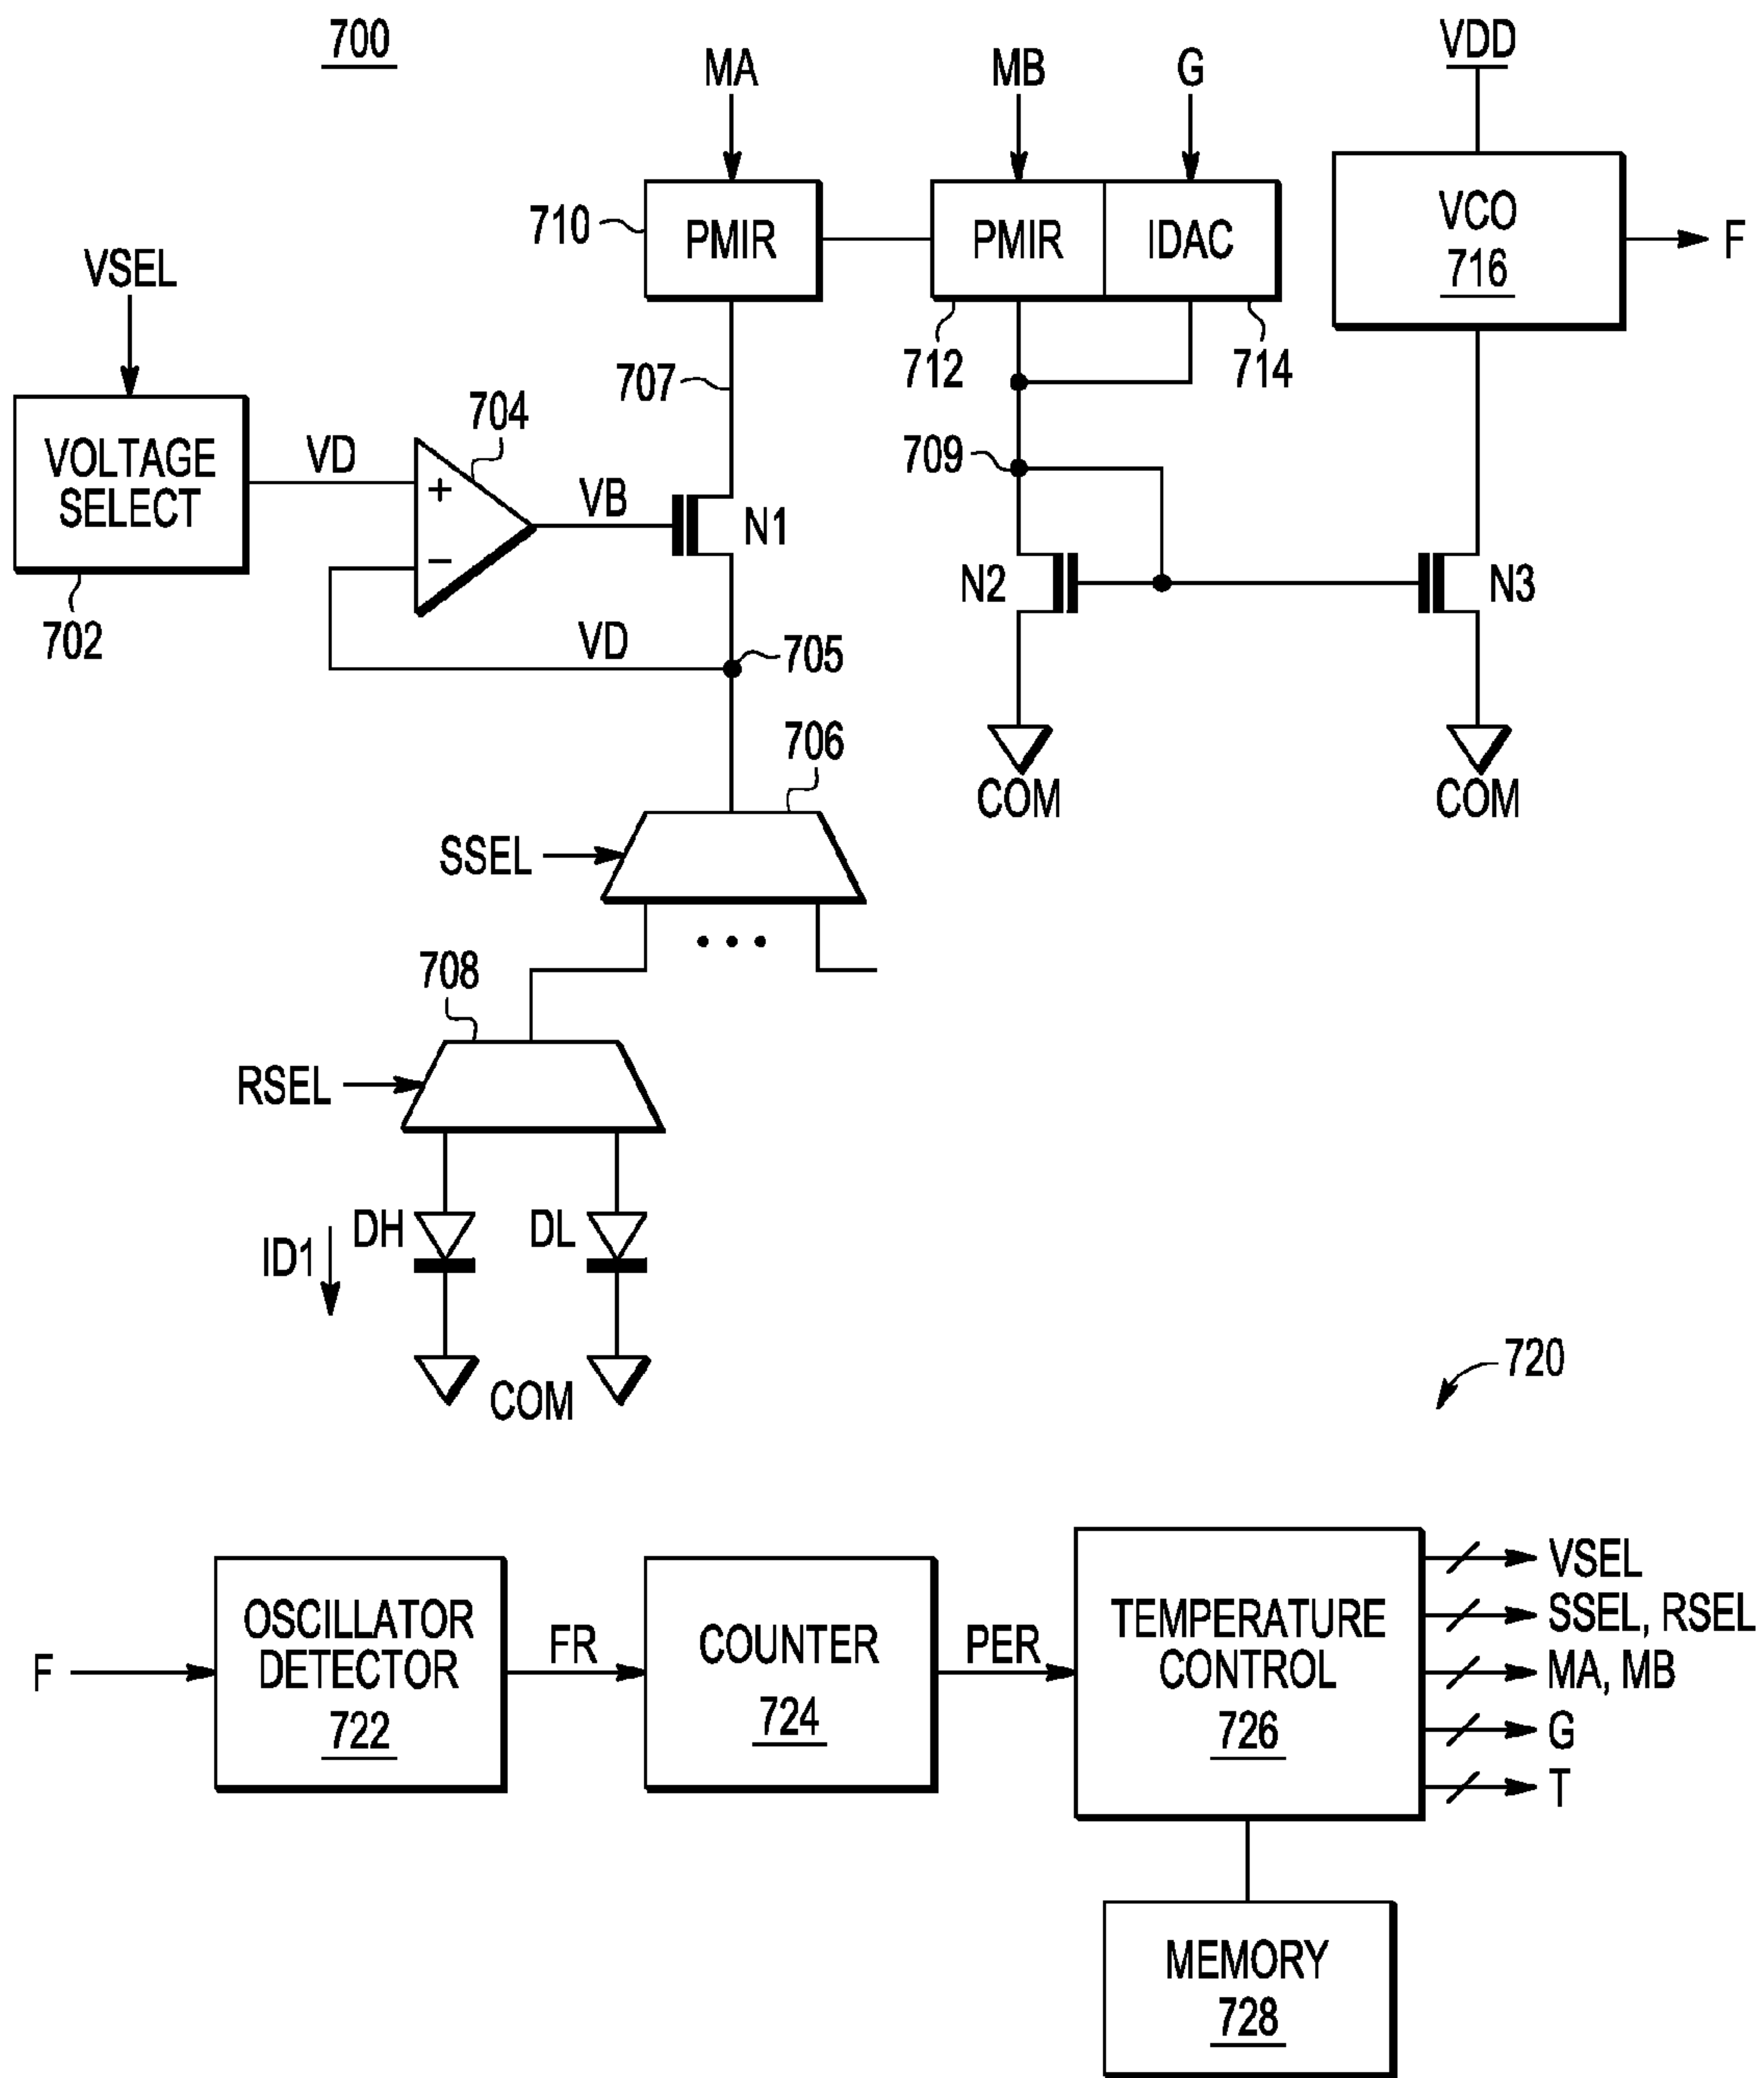 700
MA
MB
G
VDD
710
PMIR
PMIR
IDAC
VCO
716
F
VSEL
712
714
707
704
VOLTAGE
SELECT
VD
+
−
VB
N1
709
N2
N3
702
VD
705
706
COM
COM
SSEL
708
RSEL
ID1
DH
DL
COM
720
F
OSCILLATOR
DETECTOR
722
FR
COUNTER
724
PER
TEMPERATURE
CONTROL
726
VSEL
SSEL, RSEL
MA, MB
G
T
MEMORY
728